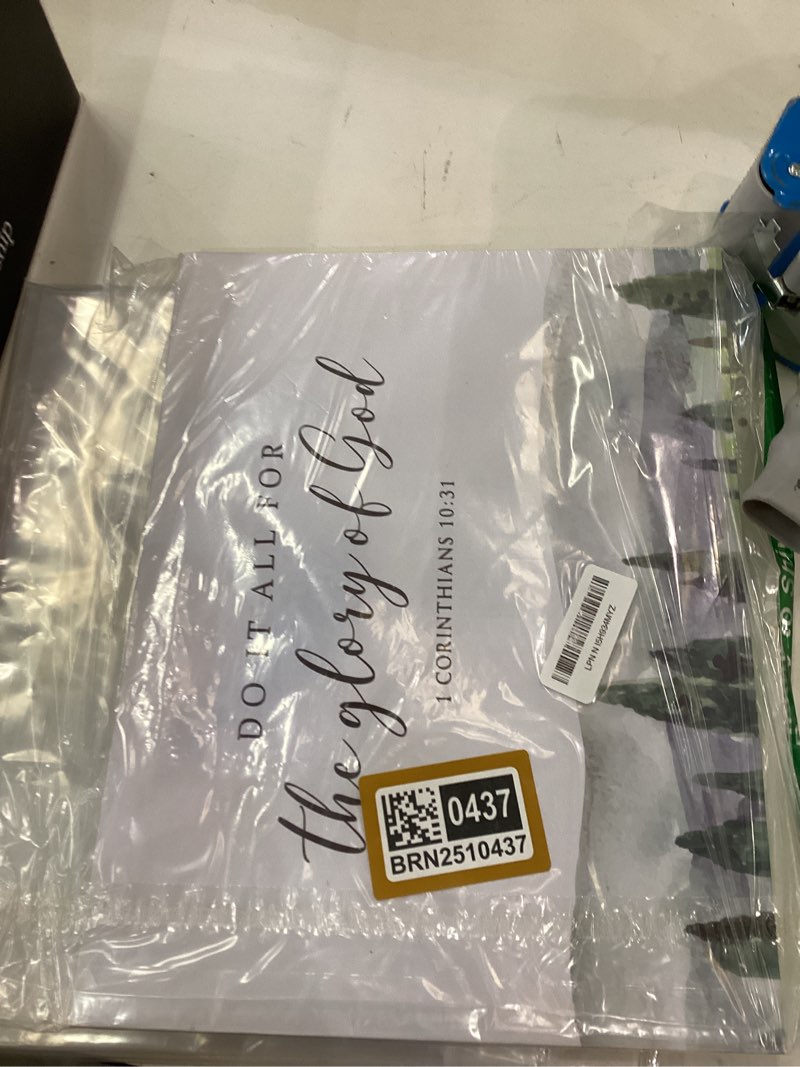 DO IT ALL FOR
the glory of God
1 CORINTHIANS 10:31
0437
BRN2510437